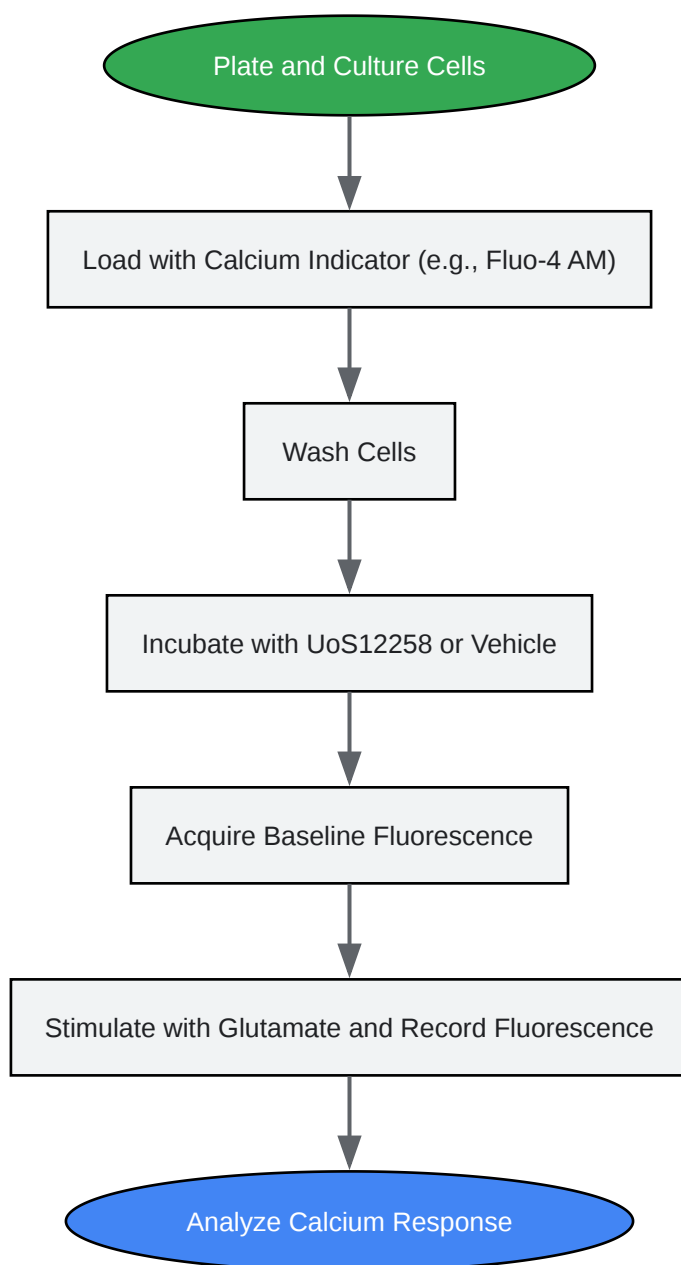 Plate and Culture Cells
Load with Calcium Indicator (e.g., Fluo-4 AM)
Wash Cells
Incubate with UoS12258 or Vehicle
Acquire Baseline Fluorescence
Stimulate with Glutamate and Record Fluorescence
Analyze Calcium Response